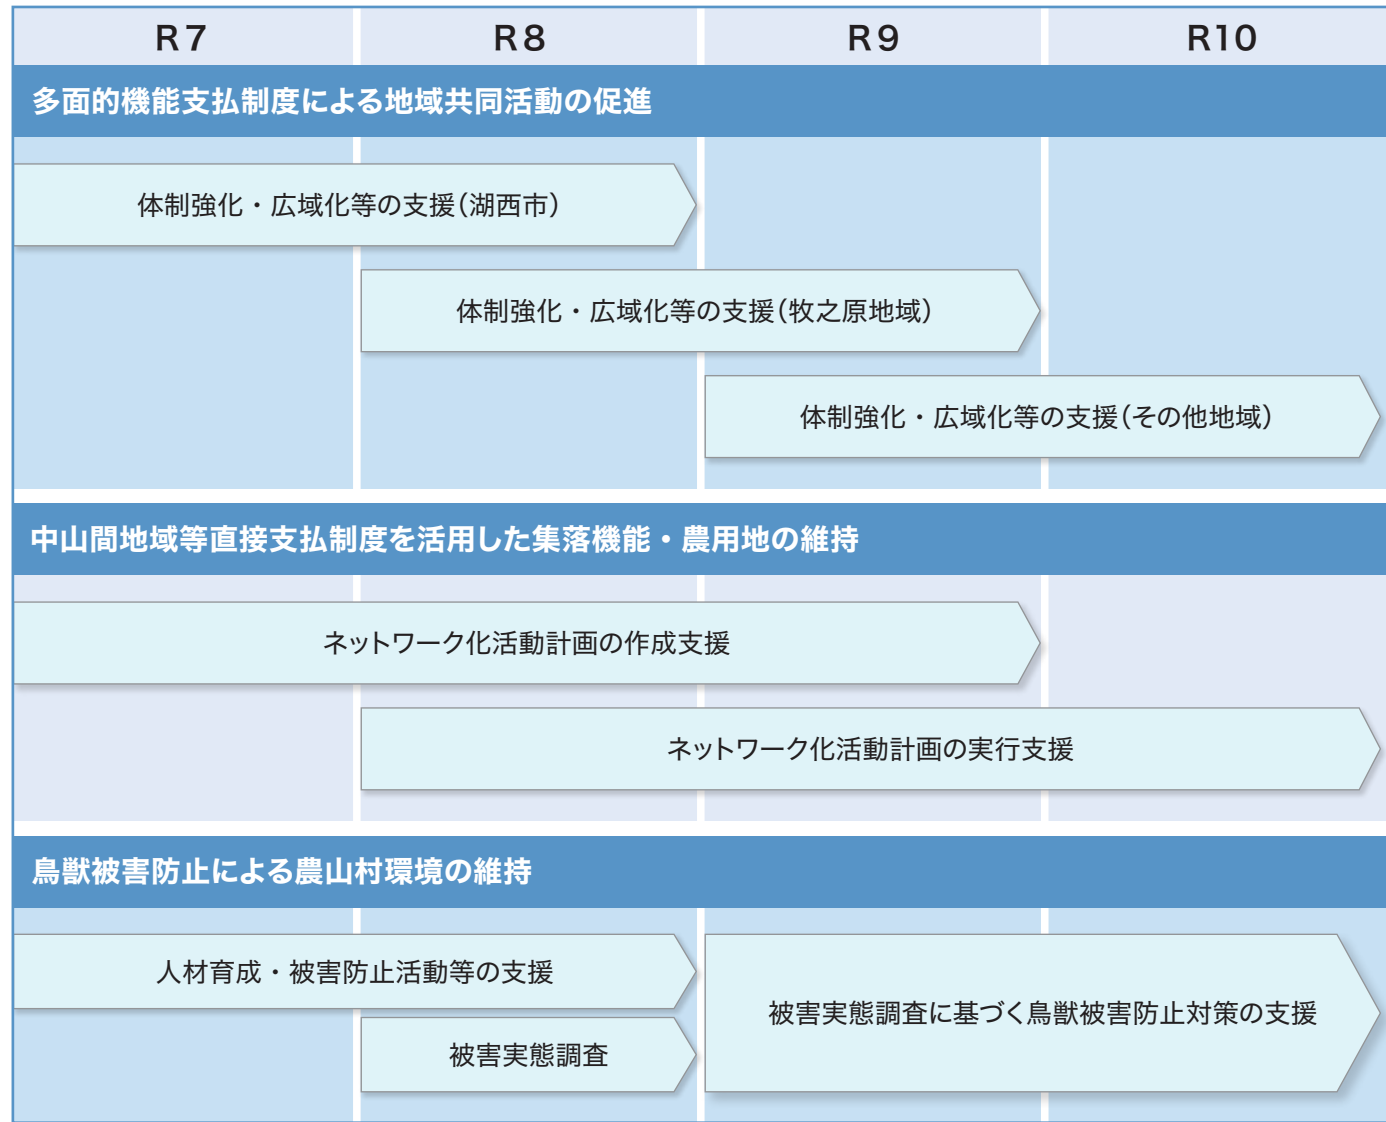 R7 R8 R9 R10
多面的機能支払制度による地域共同活動の促進
体制強化・広域化等の支援（湖西市）
体制強化・広域化等の支援（牧之原地域）
体制強化・広域化等の支援（その他地域）
中山間地域等直接支払制度を活用した集落機能・農用地の維持
ネットワーク化活動計画の作成支援
ネットワーク化活動計画の実行支援
鳥獣被害防止による農山村環境の維持
人材育成・被害防止活動等の支援
被害実態調査
被害実態調査に基づく鳥獣被害防止対策の支援